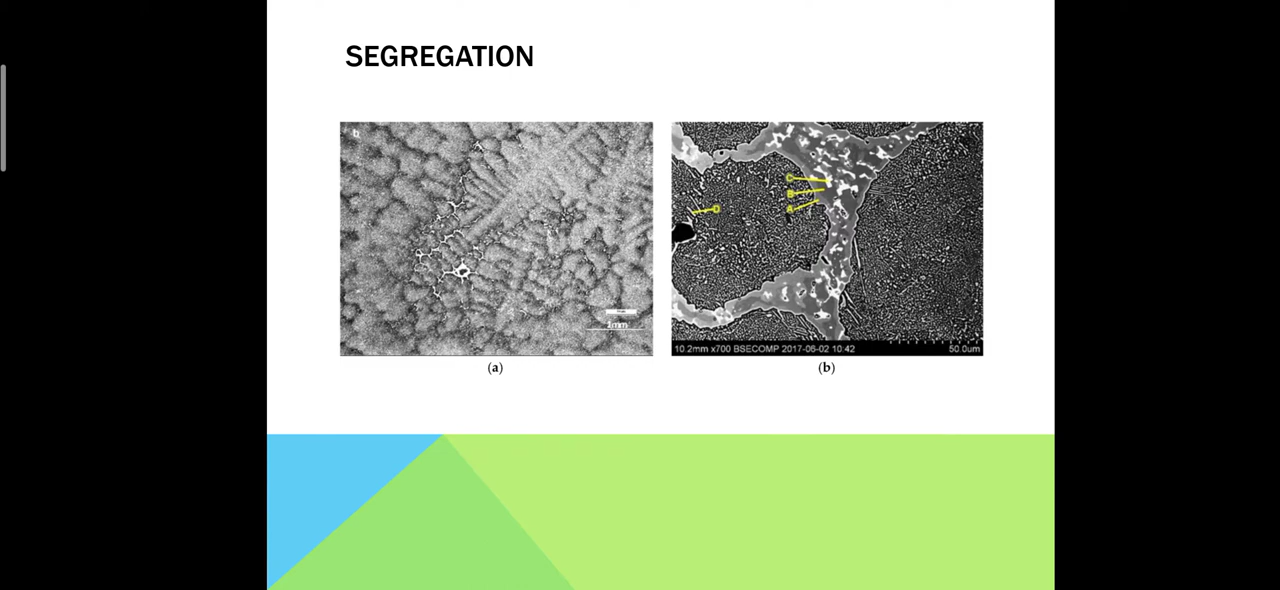 SEGREGATION
b
C
B
A
D
1mm
10.2mm x700 BSECOMP 2017-06-02 10:42 50.0um
(a)
(b)